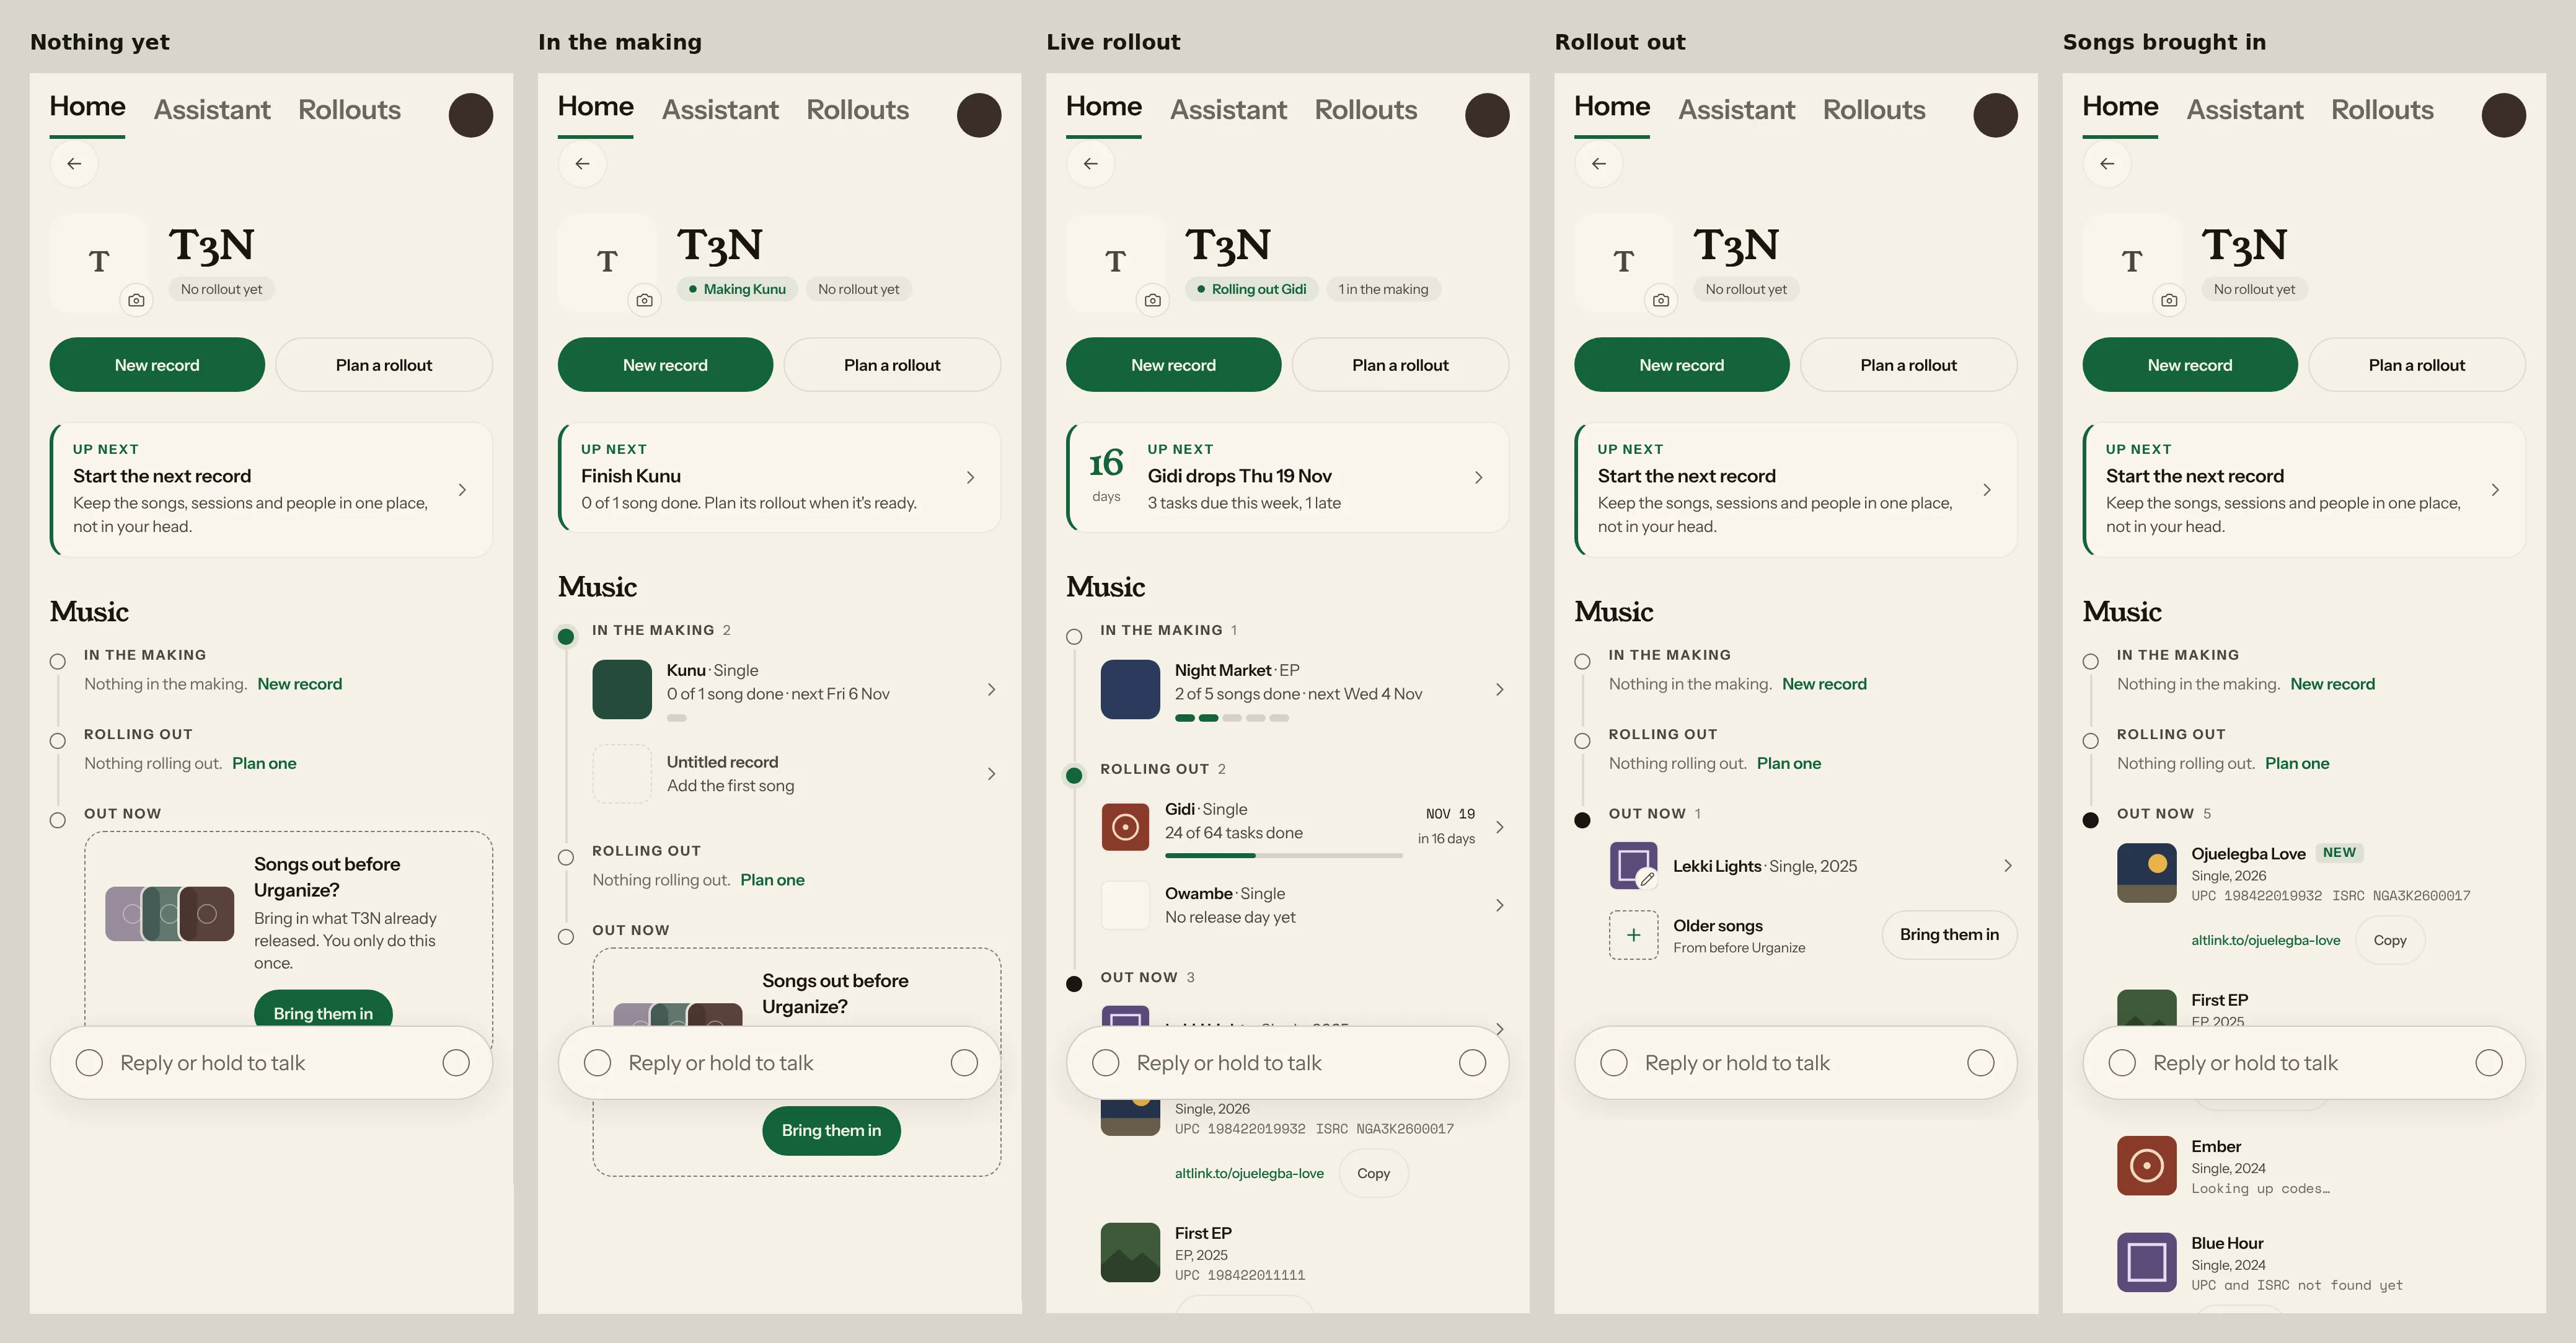 Nothing yet
Home Assistant Rollouts
T
T3N
No rollout yet
New record
Plan a rollout
UP NEXT
Start the next record
Keep the songs, sessions and people in one place,
not in your head.
Music
IN THE MAKING
Nothing in the making. New record
ROLLING OUT
Nothing rolling out. Plan one
OUT NOW
Songs out before
Urganize?
Bring in what T3N already
released. You only do this
once.
Bring them in
Reply or hold to talk
In the making
Home Assistant Rollouts
T
T3N
Making Kunu
No rollout yet
New record
Plan a rollout
UP NEXT
Finish Kunu
0 of 1 song done. Plan its rollout when it's ready.
Music
IN THE MAKING 2
Kunu · Single
0 of 1 song done · next Fri 6 Nov
Untitled record
Add the first song
ROLLING OUT
Nothing rolling out. Plan one
OUT NOW
Songs out before
Urganize?
Reply or hold to talk
Bring them in
Live rollout
Home Assistant Rollouts
T
T3N
Rolling out Gidi
1 in the making
New record
Plan a rollout
16
days
UP NEXT
Gidi drops Thu 19 Nov
3 tasks due this week, 1 late
Music
IN THE MAKING 1
Night Market · EP
2 of 5 songs done · next Wed 4 Nov
ROLLING OUT 2
Gidi · Single
24 of 64 tasks done
NOV 19
in 16 days
Owambe · Single
No release day yet
OUT NOW 3
Reply or hold to talk
Single, 2026
UPC 198422019932 ISRC NGA3K2600017
altlink.to/ojuelegba-love
Copy
First EP
EP, 2025
UPC 198422011111
Rollout out
Home Assistant Rollouts
T
T3N
No rollout yet
New record
Plan a rollout
UP NEXT
Start the next record
Keep the songs, sessions and people in one place,
not in your head.
Music
IN THE MAKING
Nothing in the making. New record
ROLLING OUT
Nothing rolling out. Plan one
OUT NOW 1
Lekki Lights · Single, 2025
Older songs
From before Urganize
Bring them in
Reply or hold to talk
Songs brought in
Home Assistant Rollouts
T
T3N
No rollout yet
New record
Plan a rollout
UP NEXT
Start the next record
Keep the songs, sessions and people in one place,
not in your head.
Music
IN THE MAKING
Nothing in the making. New record
ROLLING OUT
Nothing rolling out. Plan one
OUT NOW 5
Ojuelegba Love NEW
Single, 2026
UPC 198422019932 ISRC NGA3K2600017
altlink.to/ojuelegba-love
Copy
First EP
EP, 2025
Reply or hold to talk
Ember
Single, 2024
Looking up codes…
Blue Hour
Single, 2024
UPC and ISRC not found yet